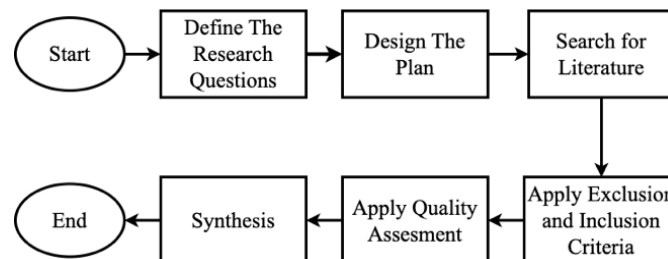 Start
Define The
Research
Questions
Design The
Plan
Search for
Literature
Apply Exclusion
and Inclusion
Criteria
Apply Quality
Assesment
Synthesis
End